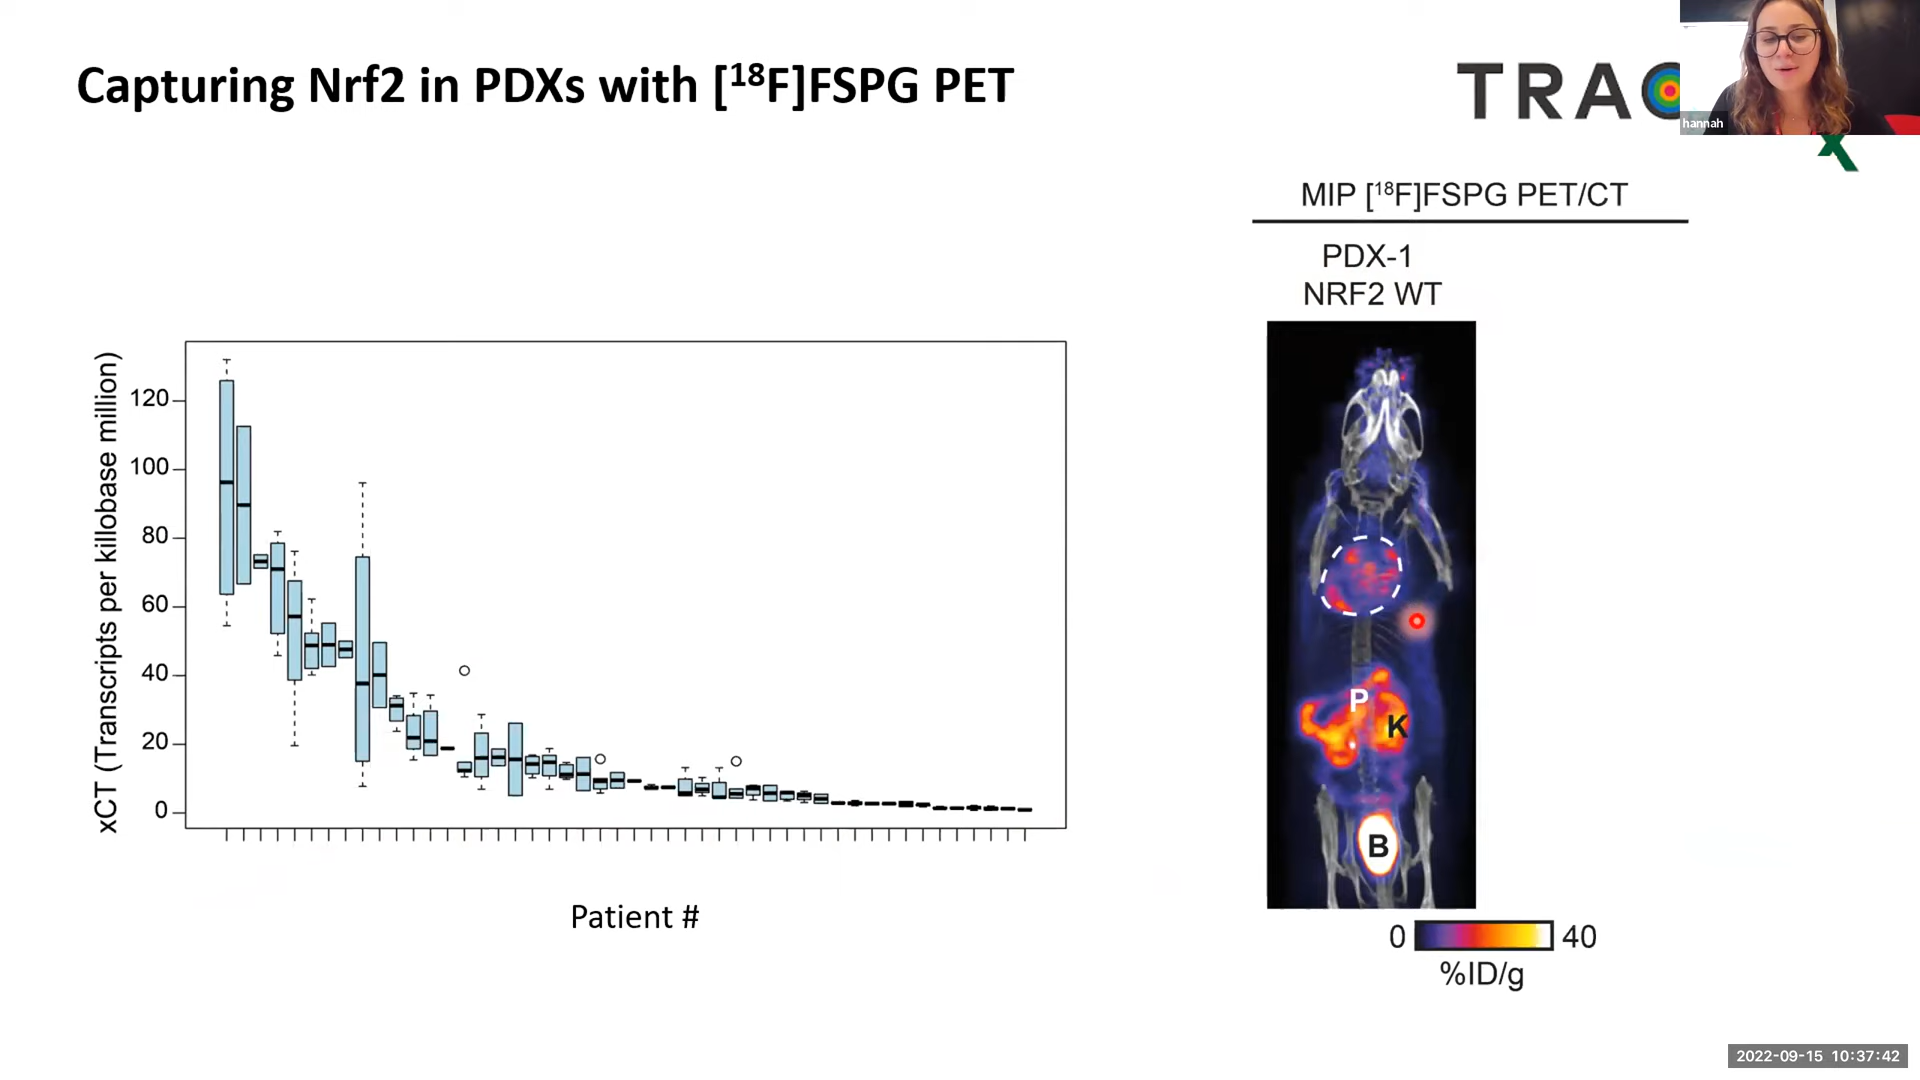 Capturing Nrf2 in PDXs with [18F]FSPG PET
TRAC
x
hannah
MIP [18F]FSPG PET/CT
PDX-1
NRF2 WT
xCT (Transcripts per killobase million)
120
100
80
60
40
20
0
Patient #
P
K
B
0
40
%ID/g
2022-09-15 10:37:42